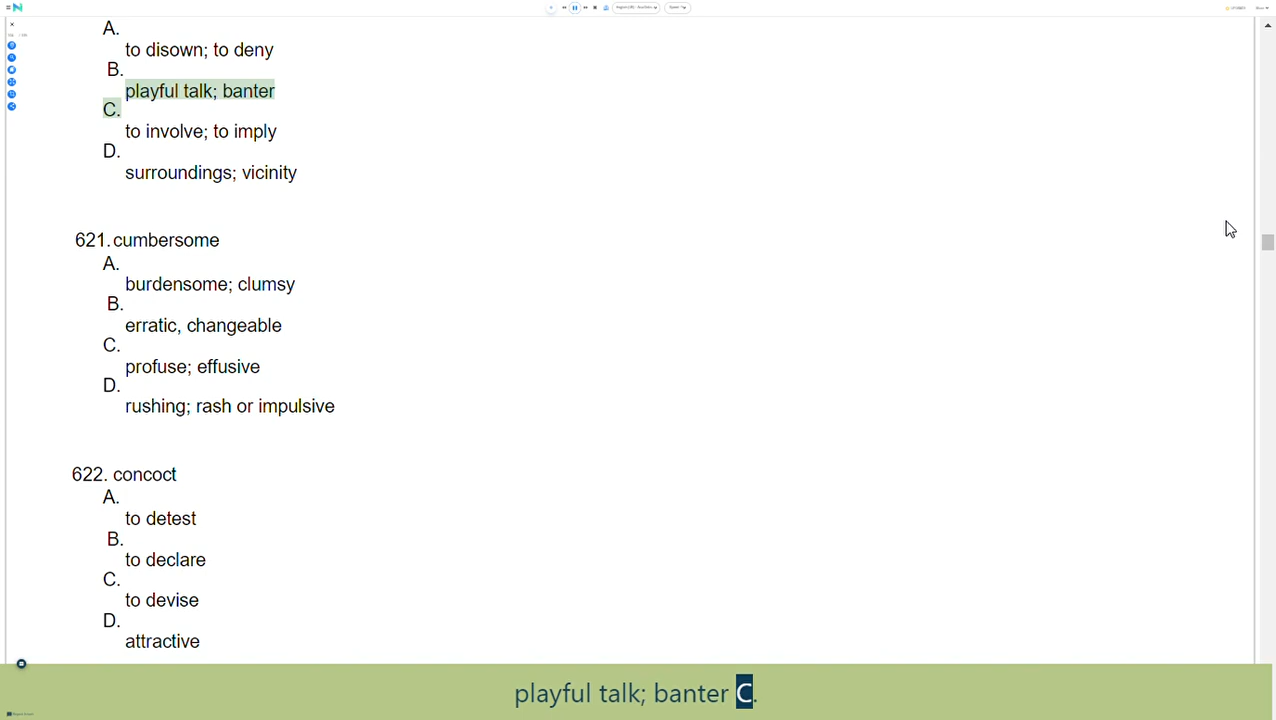 A.
to disown; to deny
B.
playful talk; banter
C.
to involve; to imply
D.
surroundings; vicinity
621. cumbersome
A.
burdensome; clumsy
B.
erratic, changeable
C.
profuse; effusive
D.
rushing; rash or impulsive
622. concoct
A.
to detest
B.
to declare
C.
to devise
D.
attractive
playful talk; banter C.